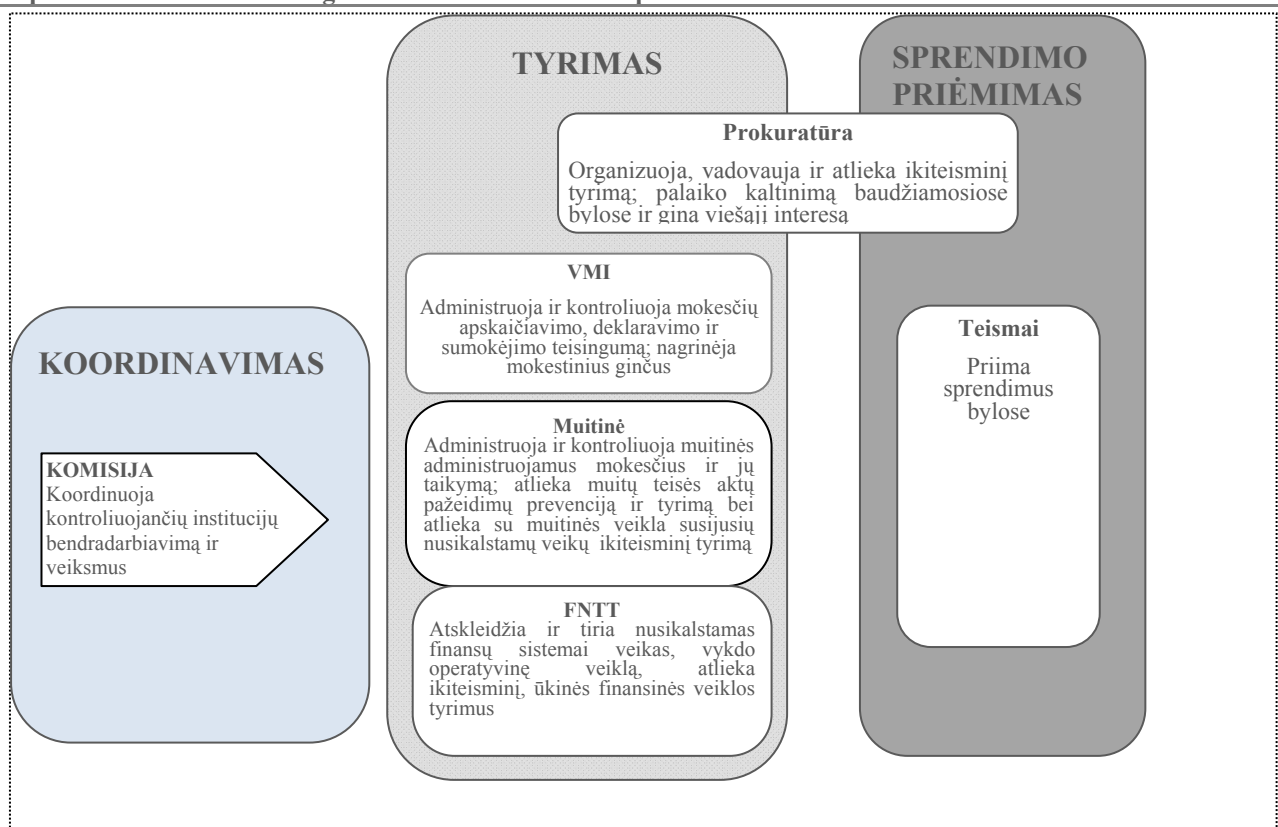 KOORDINAVIMAS
KOMISIJA
Koordinuoja
kontroliuojančių institucijų
bendradarbiavimą ir
veiksmus
TYRIMAS
Prokuratūra
Organizuoja, vadovauja ir atlieka ikiteisminį
tyrimą; palaiko kaltinimą baudžiamosiose
bylose ir gina viešąjį interesą
VMI
Administruoja ir kontroliuoja mokesčių
apskaičiavimo, deklaravimo ir
sumokėjimo teisingumą; nagrinėja
mokestinius ginčus
Muitinė
Administruoja ir kontroliuoja muitinės
administruojamus mokesčius ir jų
taikymą; atlieka muitų teisės aktų
pažeidimų prevenciją ir tyrimą bei
atlieka su muitinės veikla susijusių
nusikalstamų veikų ikiteisminį tyrimą
FNTT
Atskleidžia ir tiria nusikalstamas
finansų sistemai veikas, vykdo
operatyvinę veiklą, atlieka
ikiteisminį, ūkinės finansinės veiklos
tyrimus
SPRENDIMO
PRIĖMIMAS
Teismai
Priima
sprendimus
bylose